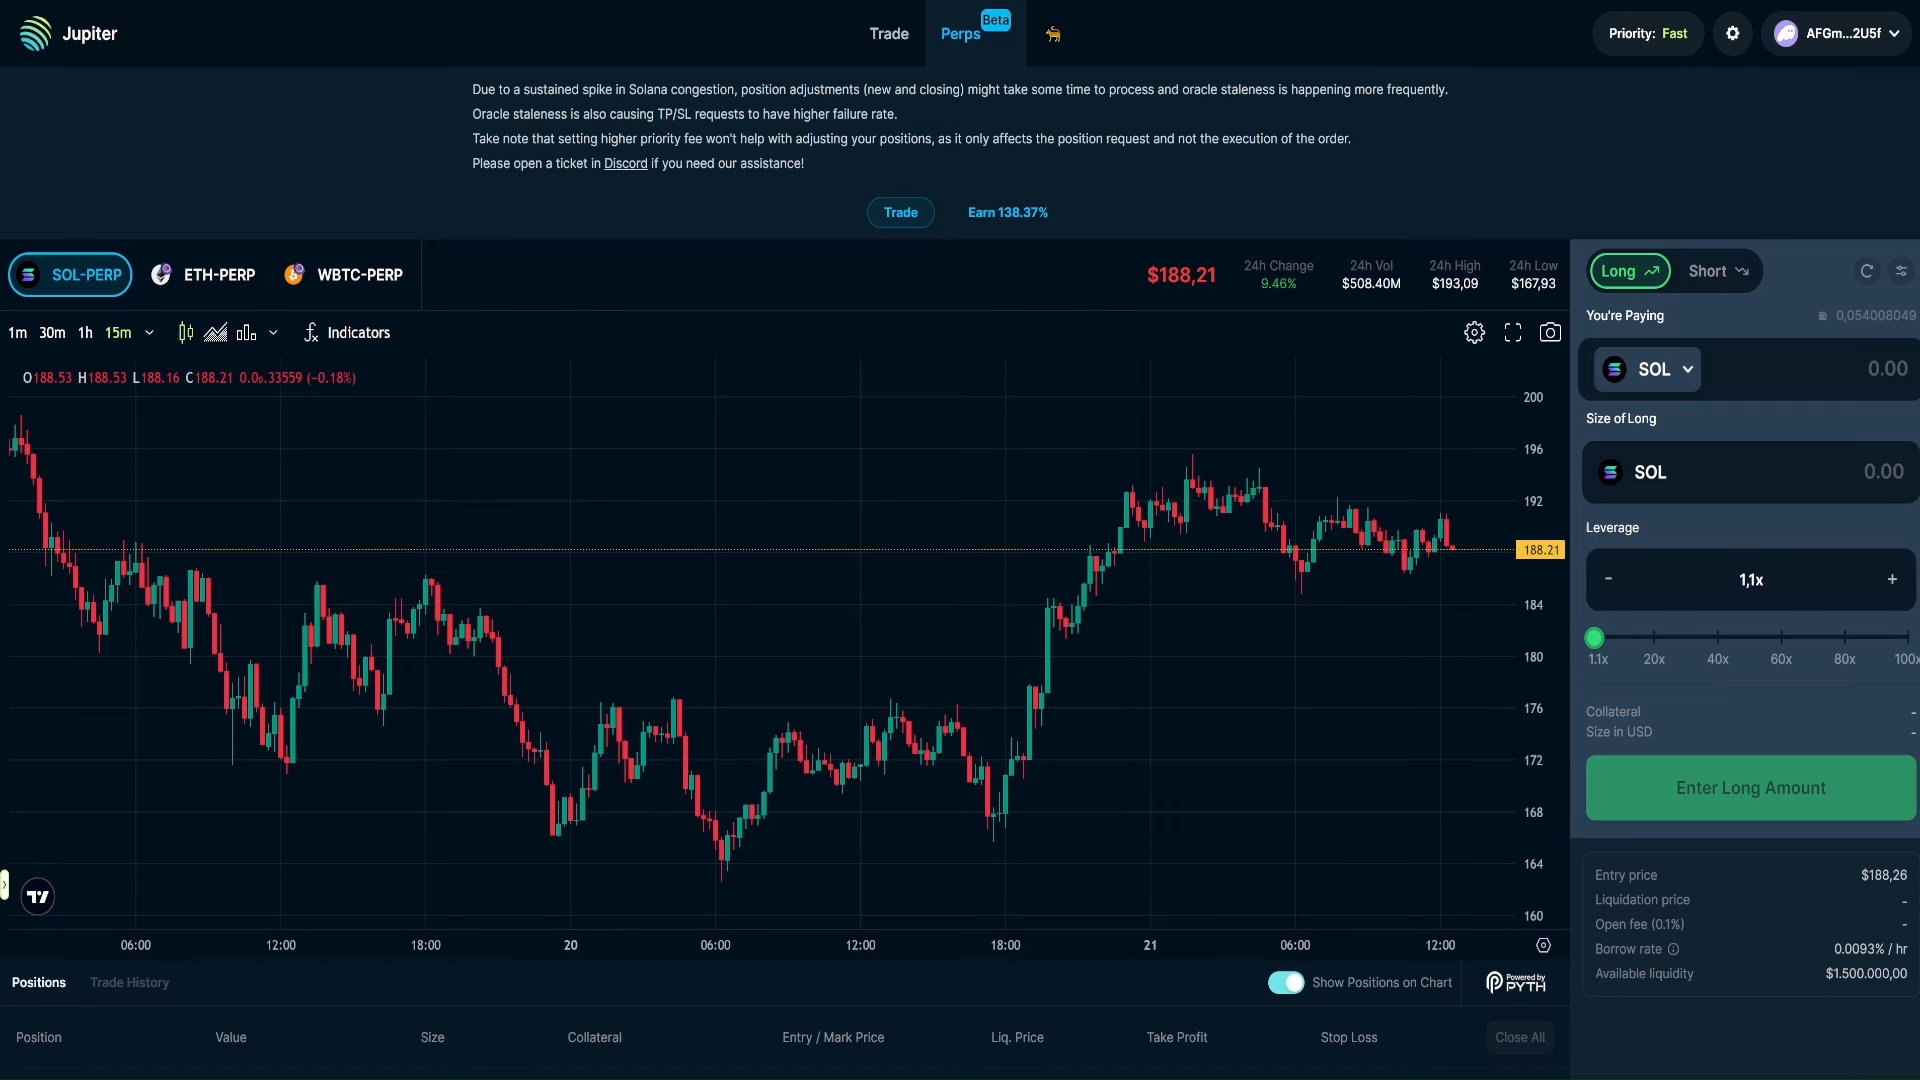 Jupiter
Trade
Perps
Beta
Priority: Fast
AFGm...2U5f
Due to a sustained spike in Solana congestion, position adjustments (new and closing) might take some time to process and oracle staleness is happening more frequently.
Oracle staleness is also causing TP/SL requests to have higher failure rate.
Take note that setting higher priority fee won't help with adjusting your positions, as it only affects the position request and not the execution of the order.
Please open a ticket in Discord if you need our assistance!
Trade
Earn 138.37%
SOL-PERP
ETH-PERP
WBTC-PERP
$188,21
24h Change
9.46%
24h Vol
$508.40M
24h High
$193,09
24h Low
$167,93
1m 30m 1h 15m
Indicators
O188.53 H188.53 L188.16 C188.21 0.0₀.33559 (−0.18%)
200
196
192
188.21
184
180
176
172
168
164
160
06:00 12:00 18:00 20 06:00 12:00 18:00 21 06:00 12:00
Positions
Trade History
Show Positions on Chart
Powered by
PYTH
Position Value Size Collateral Entry / Mark Price Liq. Price Take Profit Stop Loss Close All
Long
Short
You're Paying
0,054008049
SOL
0.00
Size of Long
SOL
0.00
Leverage
- 1,1x +
1.1x 20x 40x 60x 80x 100x
Collateral -
Size in USD -
Enter Long Amount
Entry price $188,26
Liquidation price -
Open fee (0.1%) -
Borrow rate 0.0093% / hr
Available liquidity $1.500.000,00